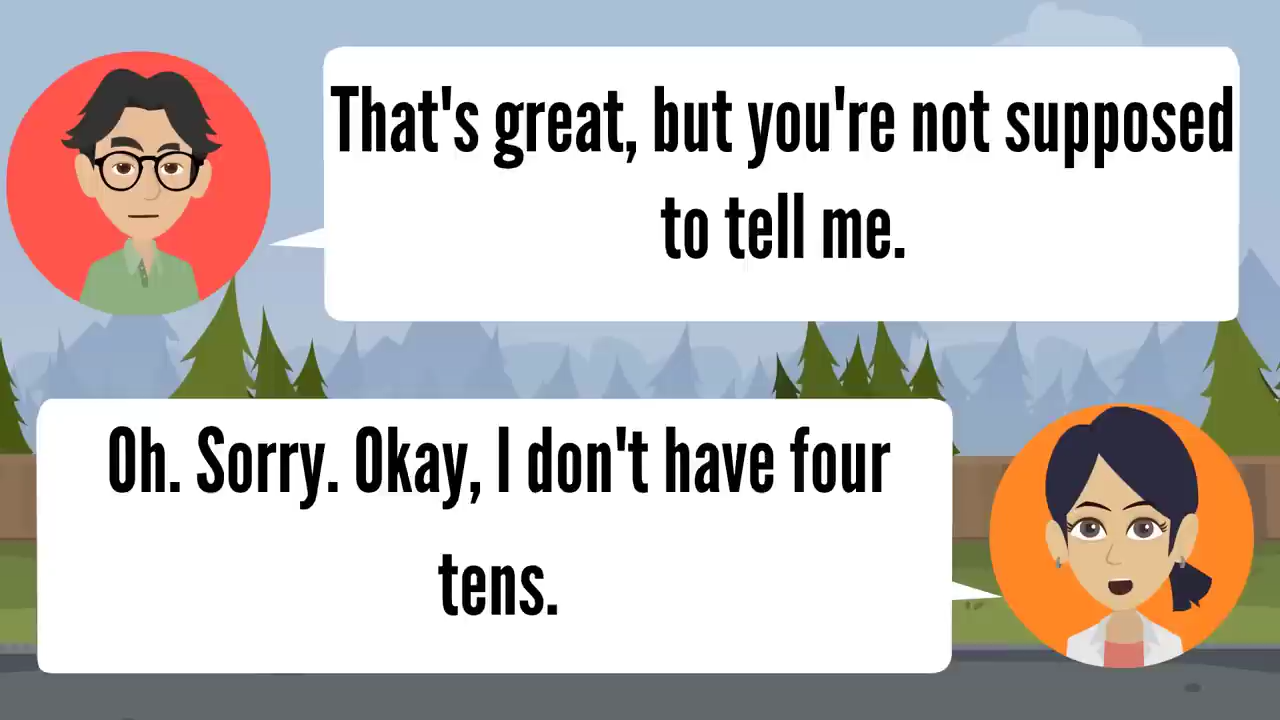 That's great, but you're not supposed
to tell me.
Oh. Sorry. Okay, I don't have four
tens.